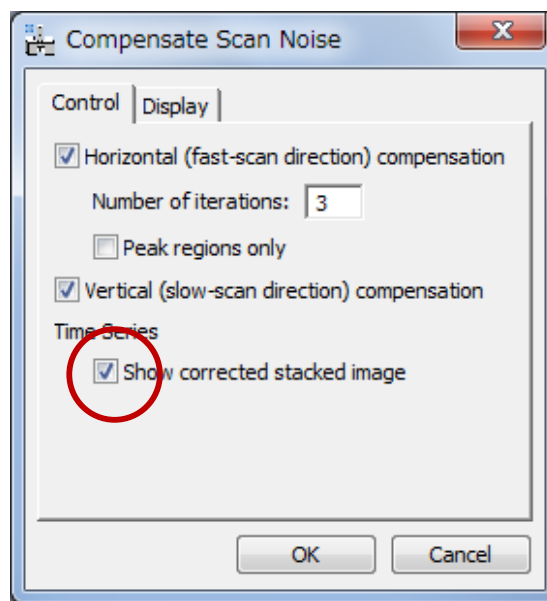 Compensate Scan Noise
Control
Display
Horizontal (fast-scan direction) compensation
Number of iterations: 3
Peak regions only
Vertical (slow-scan direction) compensation
Time Series
Show corrected stacked image
OK
Cancel